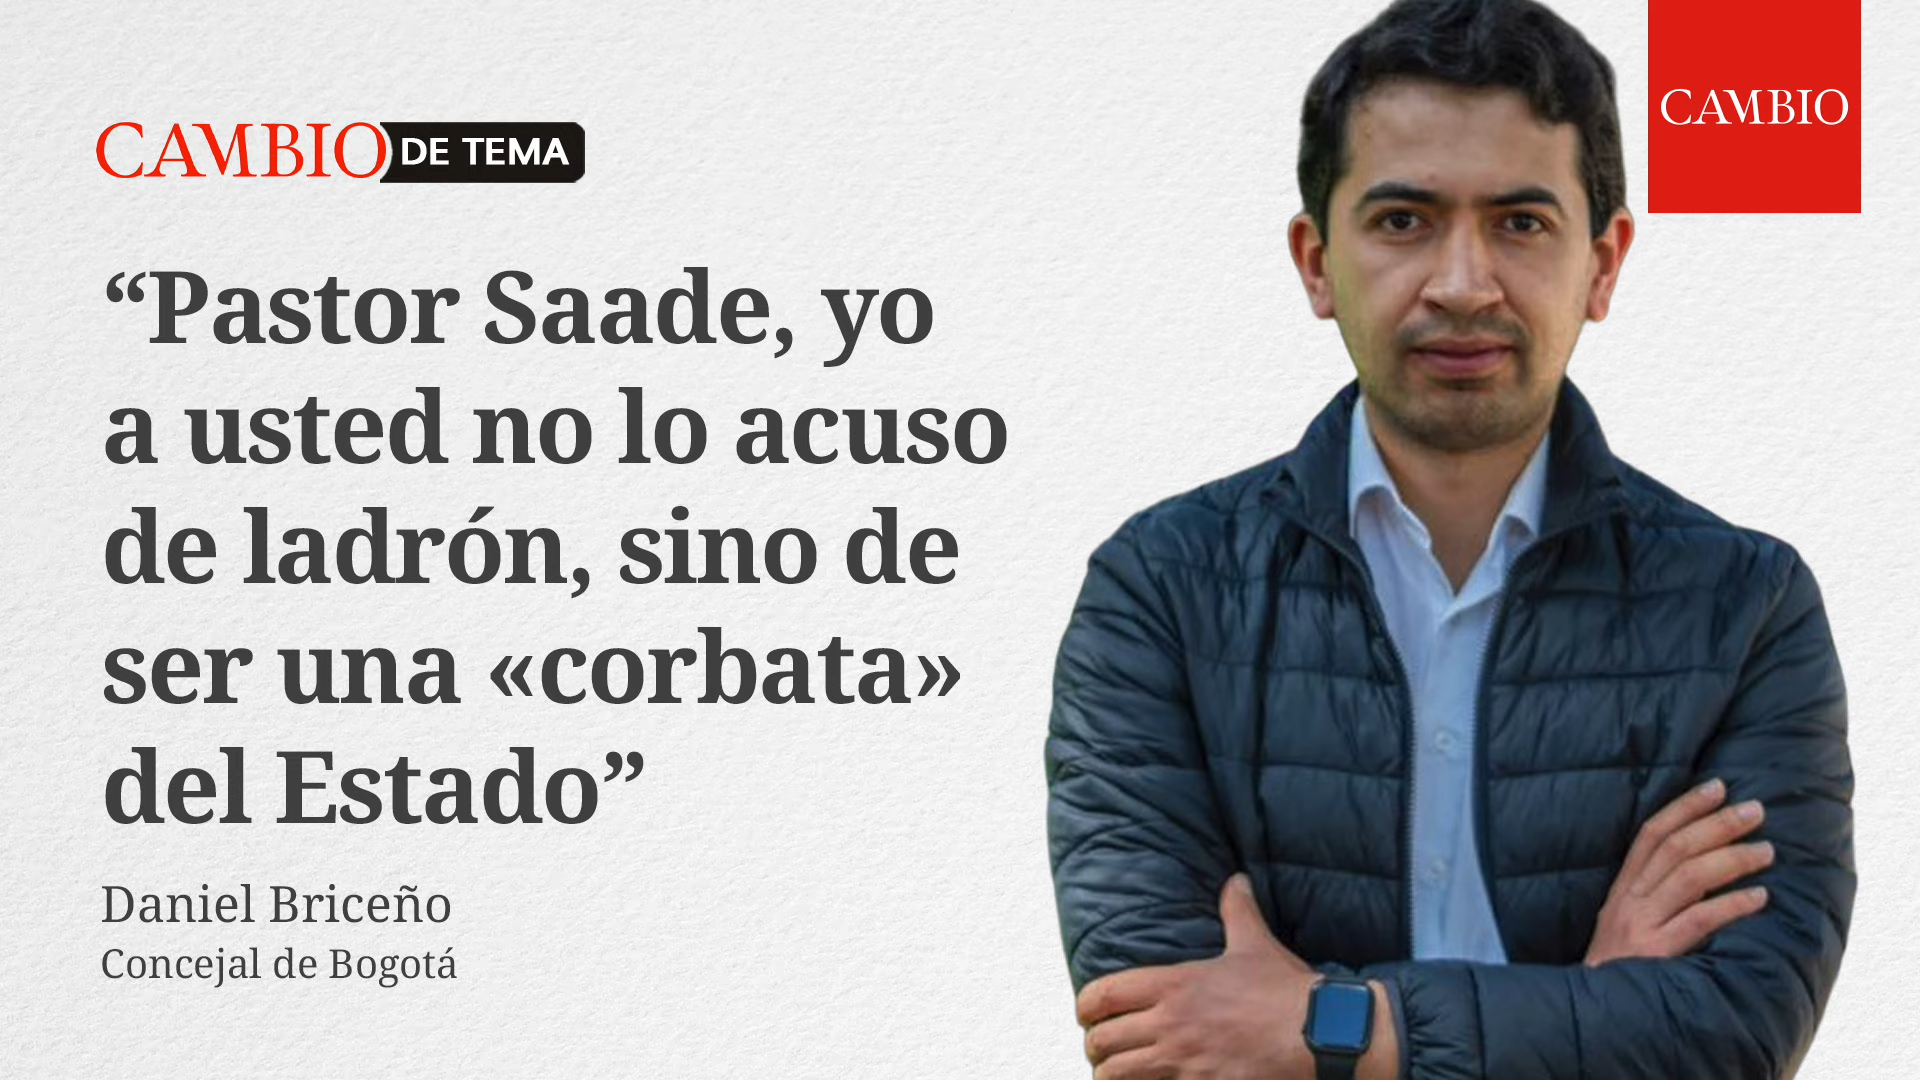 CAMBIO DE TEMA
CAMBIO
“Pastor Saade, yo
a usted no lo acuso
de ladrón, sino de
ser una «corbata»
del Estado”
Daniel Briceño
Concejal de Bogotá